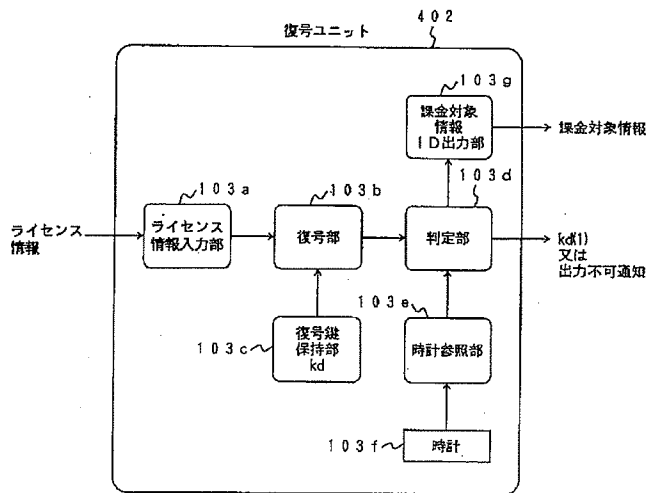 復号ユニット
402
103g
課金対象
情報
ID出力部
課金対象情報
103d
103a
103b
ライセンス
情報
ライセンス
情報入力部
復号部
判定部
kd(1)
又は
出力不可通知
103e
103c
復号鍵
保持部
kd
時計参照部
103f
時計